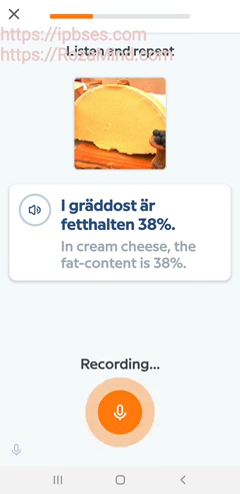 https://ipbses.com
Listen and repeat
https://RozaMind.com
I gräddost är
fetthalten 38%.
In cream cheese, the
fat-content is 38%.
Recording...